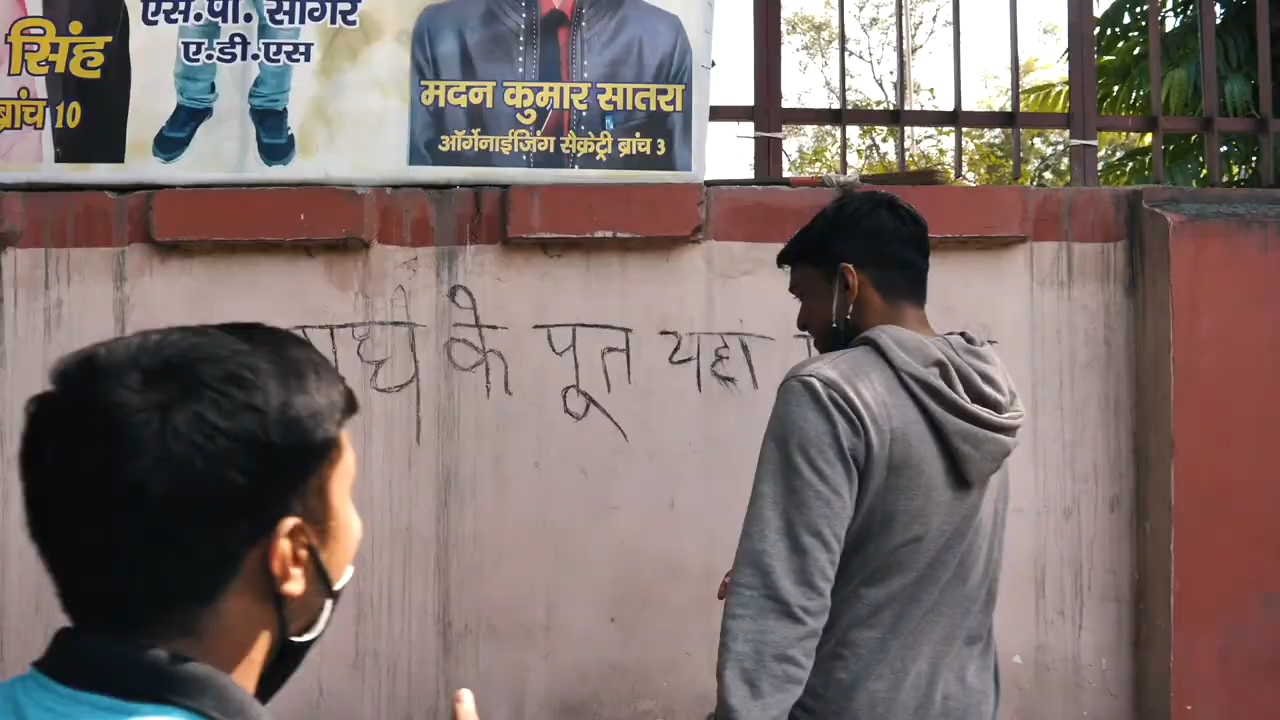 सिंह
ब्रांच 10
एस.पी. सागर
ए.डी.एस
मदन कुमार सातरा
ऑर्गेनाईजिंग सैक्रेट्री ब्रांच 3
के पूत यहां